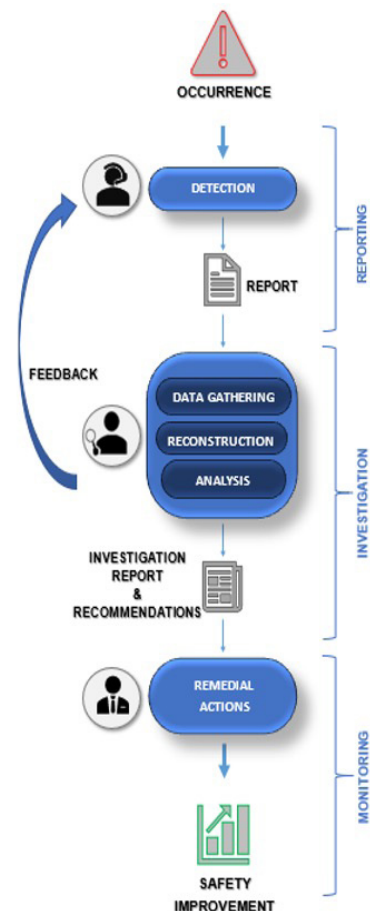 OCCURRENCE
DETECTION
REPORTING
REPORT
FEEDBACK
DATA GATHERING
RECONSTRUCTION
ANALYSIS
INVESTIGATION
INVESTIGATION
REPORT
&
RECOMMENDATIONS
REMEDIAL
ACTIONS
MONITORING
SAFETY
IMPROVEMENT